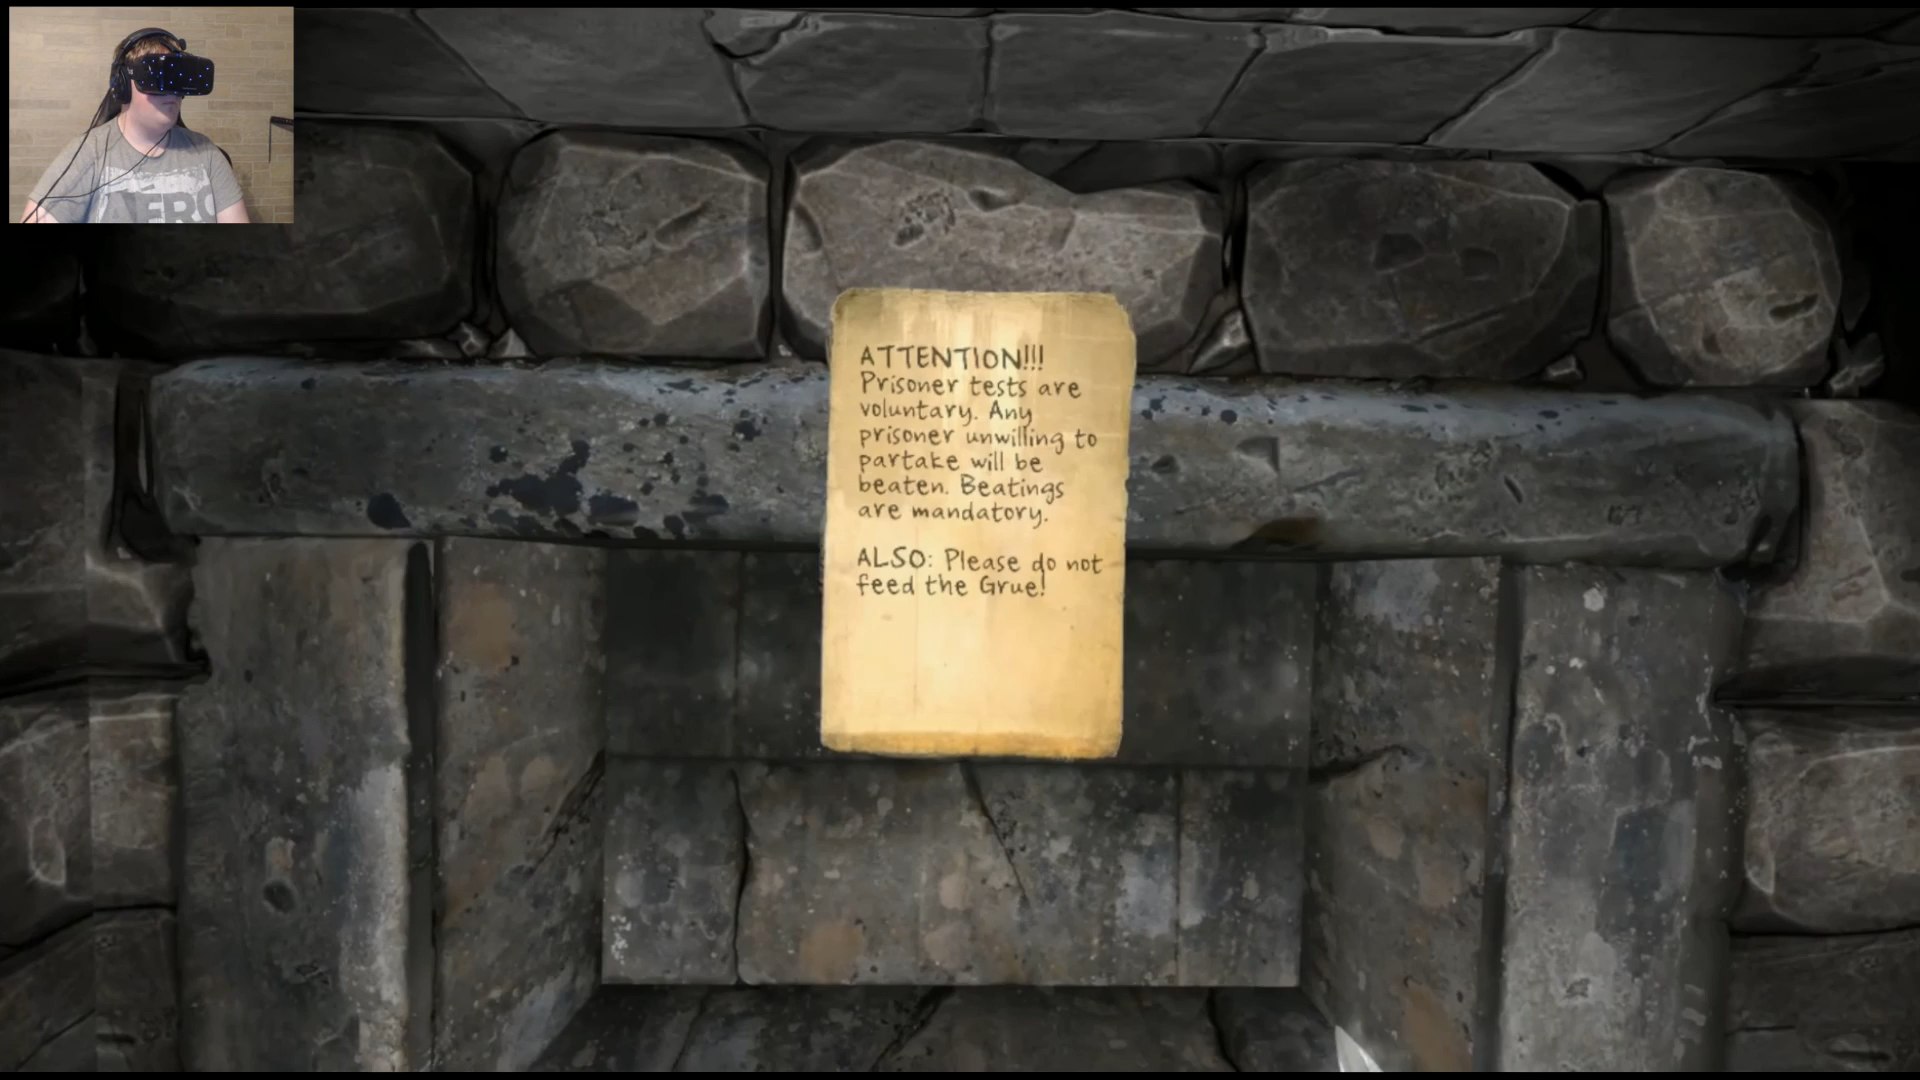 AERO
ATTENTION!!!
Prisoner tests are
voluntary. Any
prisoner unwilling to
partake will be
beaten. Beatings
are mandatory.
ALSO: Please do not
feed the Grue!